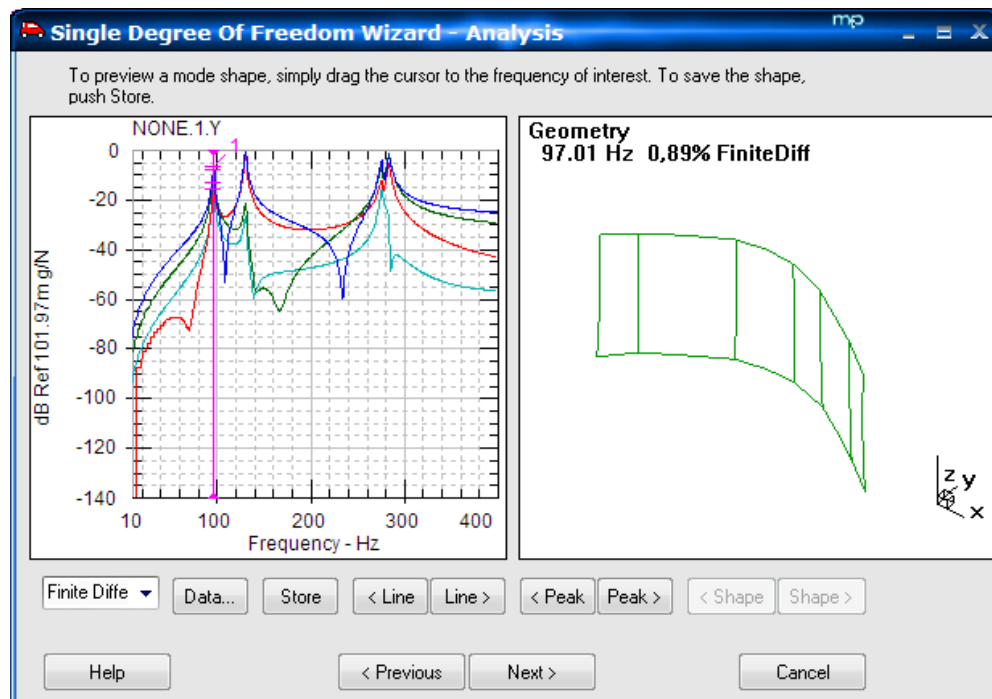 mp
Single Degree Of Freedom Wizard - Analysis
To preview a mode shape, simply drag the cursor to the frequency of interest. To save the shape,
push Store.
NONE.1.Y
1
0
-20
-40
-60
-80
-100
-120
-140
dB Ref 101.97m g/N
10 100 200 300 400
Frequency - Hz
Geometry
97.01 Hz 0,89% FiniteDiff
z y
x
Finite Diffe Data... Store < Line Line > < Peak Peak > < Shape Shape >
Help < Previous Next > Cancel